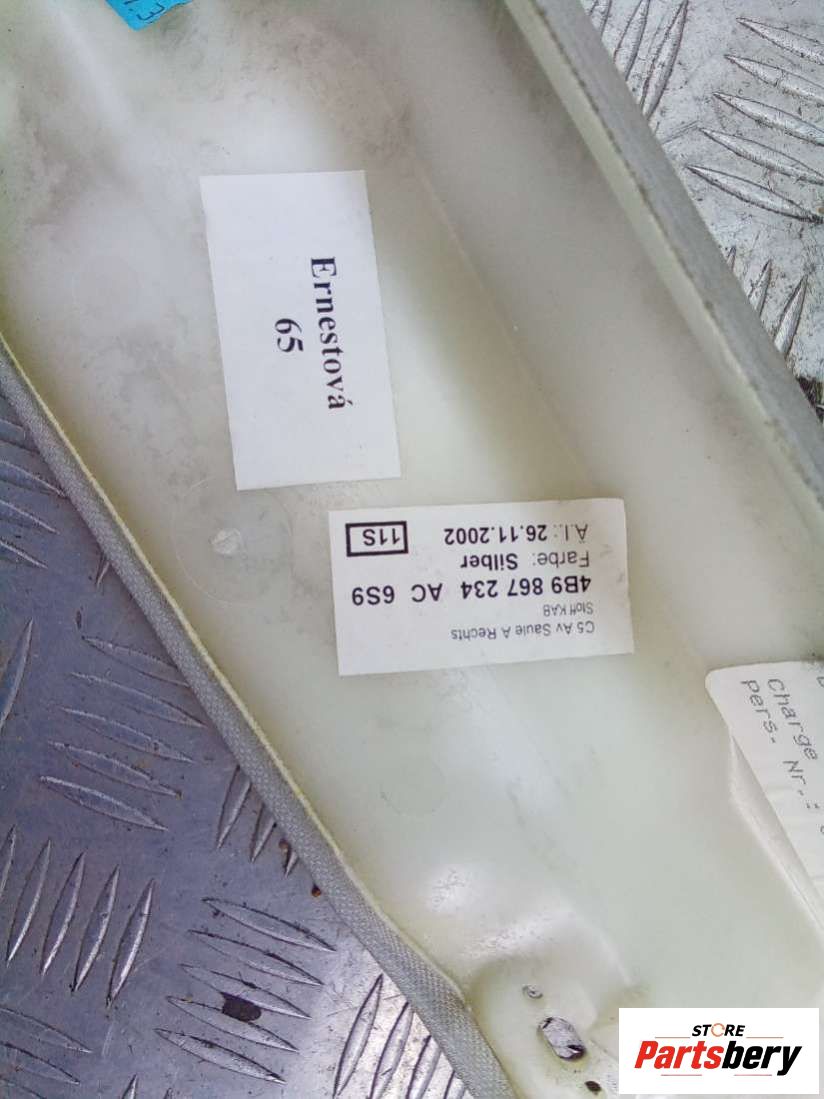 Ernestová
65
C5 Av Säule A Rechts
Stoff KAB
4B9 867 234 AC 6S9
Farbe: Silber
Ä.I.: 26.11.2002 11S
Charge
Pers. Nr.:
STORE
Partsbery